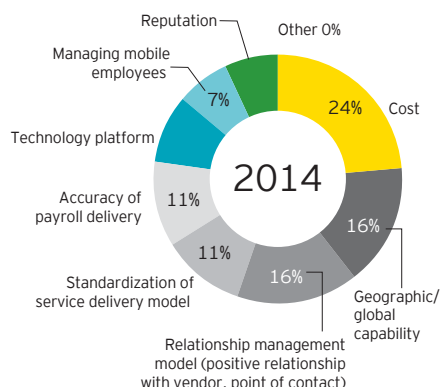 Reputation
Other 0%
Managing mobile
employees
7%
24%
Cost
Technology platform
2014
Accuracy of
payroll delivery
11%
16%
11%
16%
Standardization of
service delivery model
Geographic/
global
capability
Relationship management
model (positive relationship
with vendor, point of contact)